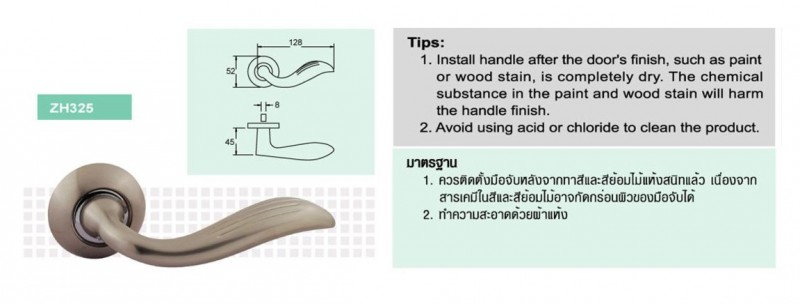 ZH325
128
52
8
45
Tips:
1. Install handle after the door's finish, such as paint
or wood stain, is completely dry. The chemical
substance in the paint and wood stain will harm
the handle finish.
2. Avoid using acid or chloride to clean the product.
มาตรฐาน
1. ควรติดตั้งมือจับหลังจากทาสีและสีย้อมไม้แห้งสนิทแล้ว เนื่องจาก
สารเคมีในสีและสีย้อมไม้อาจกัดกร่อนผิวของมือจับได้
2. ทำความสะอาดด้วยผ้าแห้ง